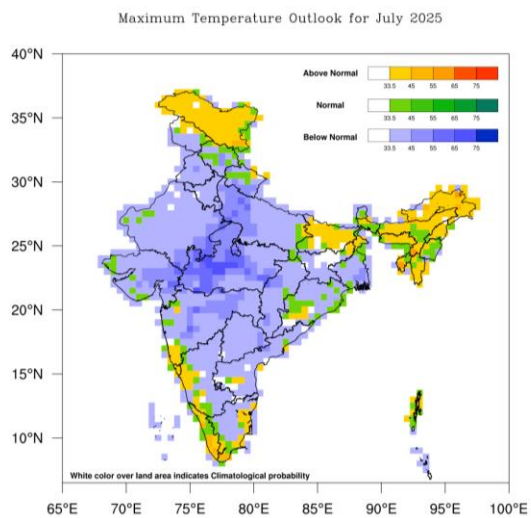 Maximum Temperature Outlook for July 2025
40°N
Above Normal
33.5 45 55 65 75
Normal
33.5 45 55 65 75
35°N
Below Normal
33.5 45 55 65 75
30°N
25°N
20°N
15°N
10°N
White color over land area indicates Climatological probability
65°E 70°E 75°E 80°E 85°E 90°E 95°E 100°E